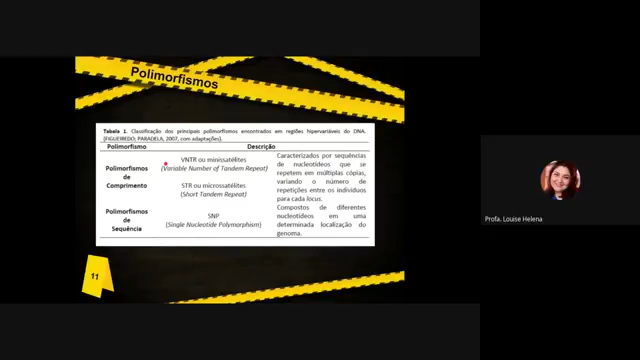 Polimorfismos
Tabela 1. Classificação dos principais polimorfismos encontrados em regiões hipervariáveis do DNA.
(FIGUEIREDO; PARADELA, 2007, com adaptações).
Polimorfismo Descrição
Polimorfismos
de
Comprimento
VNTR ou minissatélites
(Variable Number of Tandem Repeat)
STR ou microssatélites
(Short Tandem Repeat)
Caracterizados por sequências
de nucleotídeos que se
repetem em múltiplas cópias,
variando o número de
repetições entre os indivíduos
para cada locus.
Polimorfismos
de
Sequência
SNP
(Single Nucleotide Polymorphism)
Compostos de diferentes
nucleotídeos em uma
determinada localização do
genoma.
11
Profa. Louise Helena